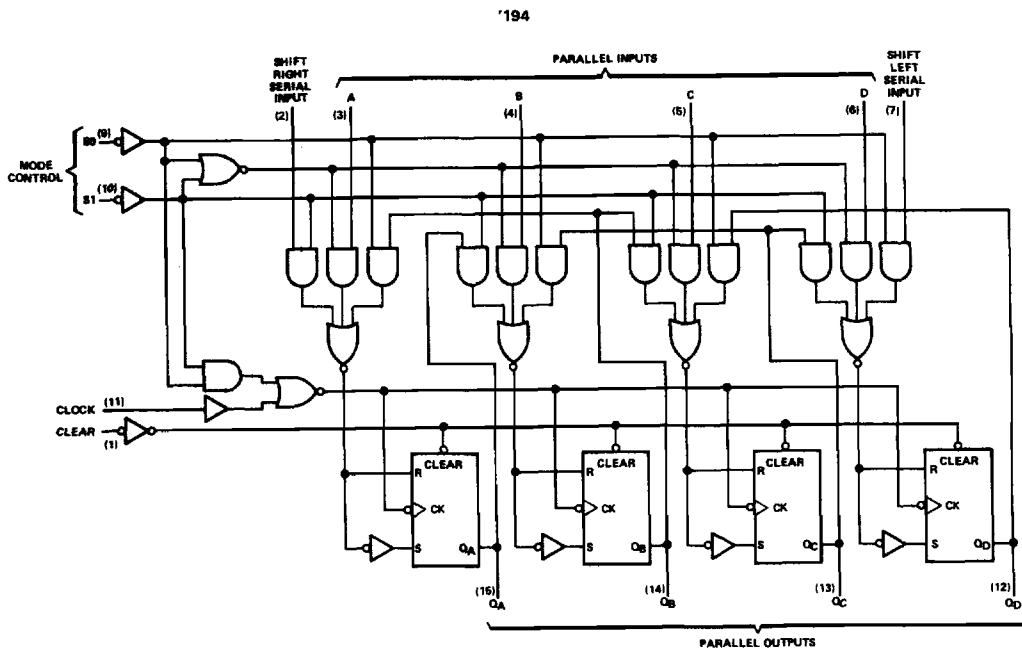 '194
PARALLEL INPUTS
SHIFT
RIGHT
SERIAL
INPUT
SHIFT
LEFT
SERIAL
INPUT
A
B
C
D
(2)
(3)
(4)
(5)
(6)
(7)
MODE
CONTROL
S0 (9)
S1 (10)
CLOCK (11)
CLEAR
(1)
CLEAR
CLEAR
CLEAR
CLEAR
R
R
R
R
CK
CK
CK
CK
S
QA
S
QB
S
QC
S
QD
(15)
QA
(14)
QB
(13)
QC
(12)
QD
PARALLEL OUTPUTS